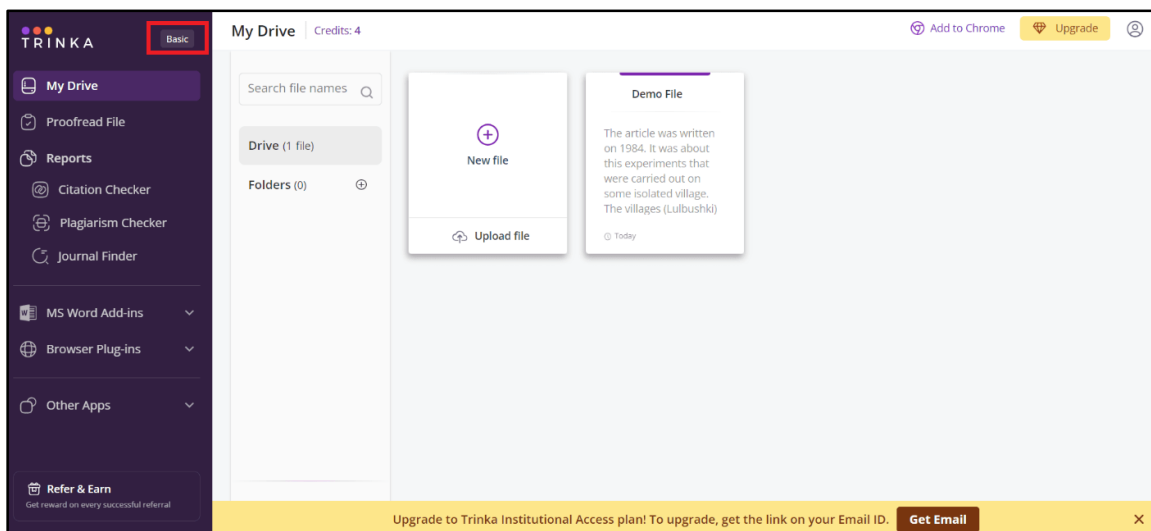 TRINKA
Basic
My Drive
Proofread File
Reports
Citation Checker
Plagiarism Checker
Journal Finder
MS Word Add-ins
Browser Plug-ins
Other Apps
Refer & Earn
Get reward on every successful referral
My Drive
Credits: 4
Add to Chrome
Upgrade
Search file names
Drive (1 file)
Folders (0)
New file
Upload file
Demo File
The article was written
on 1984. It was about
this experiments that
were carried out on
some isolated village.
The villages (Lulbushki)
Today
Upgrade to Trinka Institutional Access plan! To upgrade, get the link on your Email ID.
Get Email